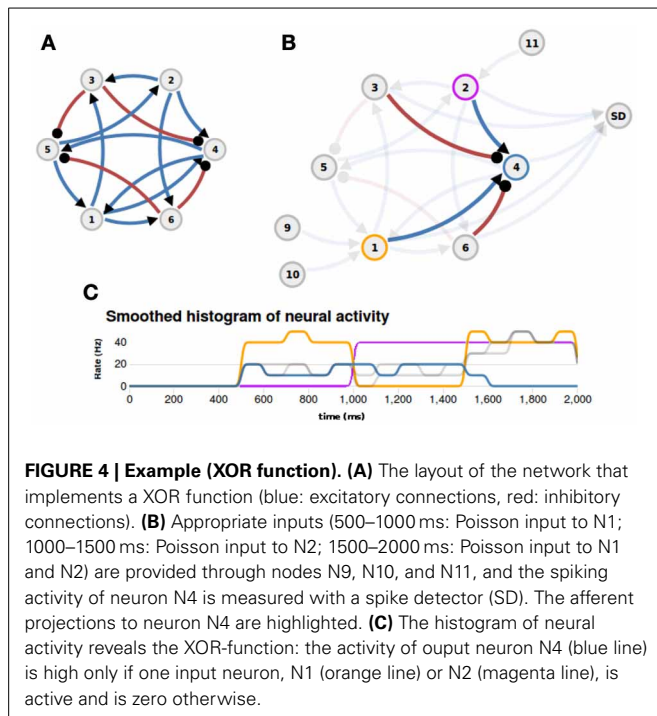 A
B
11
3
2
3
2
SD
5
4
5
4
9
1
6
1
6
10
C
Smoothed histogram of neural activity
Rate (Hz)
40
20
0
0 200 400 600 800 1,000 1,200 1,400 1,600 1,800 2,000
time (ms)
FIGURE 4 | Example (XOR function). (A) The layout of the network that
implements a XOR function (blue: excitatory connections, red: inhibitory
connections). (B) Appropriate inputs (500–1000 ms: Poisson input to N1;
1000–1500 ms: Poisson input to N2; 1500–2000 ms: Poisson input to N1
and N2) are provided through nodes N9, N10, and N11, and the spiking
activity of neuron N4 is measured with a spike detector (SD). The afferent
projections to neuron N4 are highlighted. (C) The histogram of neural
activity reveals the XOR-function: the activity of ouput neuron N4 (blue line)
is high only if one input neuron, N1 (orange line) or N2 (magenta line), is
active and is zero otherwise.